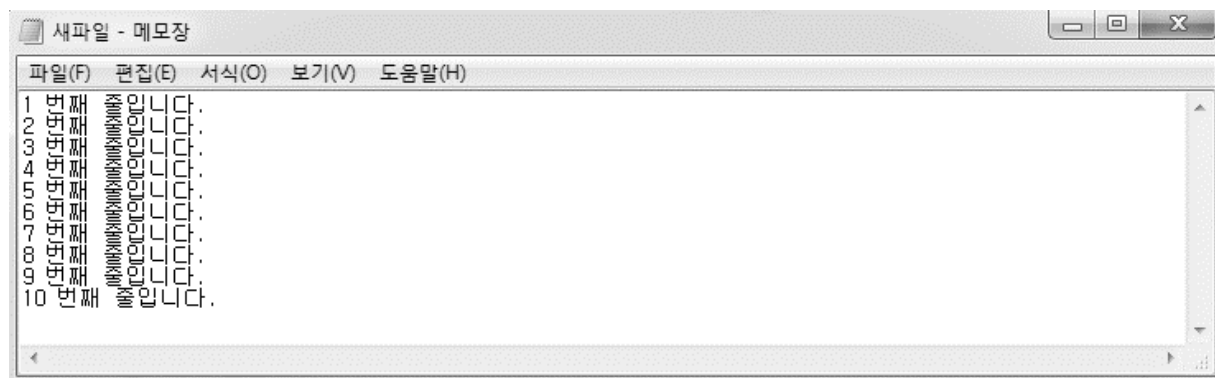 새파일 - 메모장
파일(F) 편집(E) 서식(O) 보기(V) 도움말(H)
1 번째 줄입니다.
2 번째 줄입니다.
3 번째 줄입니다.
4 번째 줄입니다.
5 번째 줄입니다.
6 번째 줄입니다.
7 번째 줄입니다.
8 번째 줄입니다.
9 번째 줄입니다.
10 번째 줄입니다.